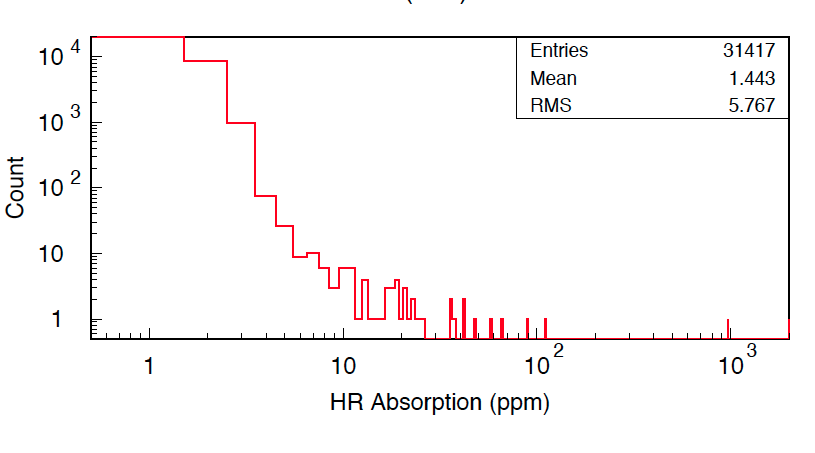 Entries 31417
Mean 1.443
RMS 5.767
10 4
10 3
10 2
10
1
Count
1 10 10 2 10 3
HR Absorption (ppm)